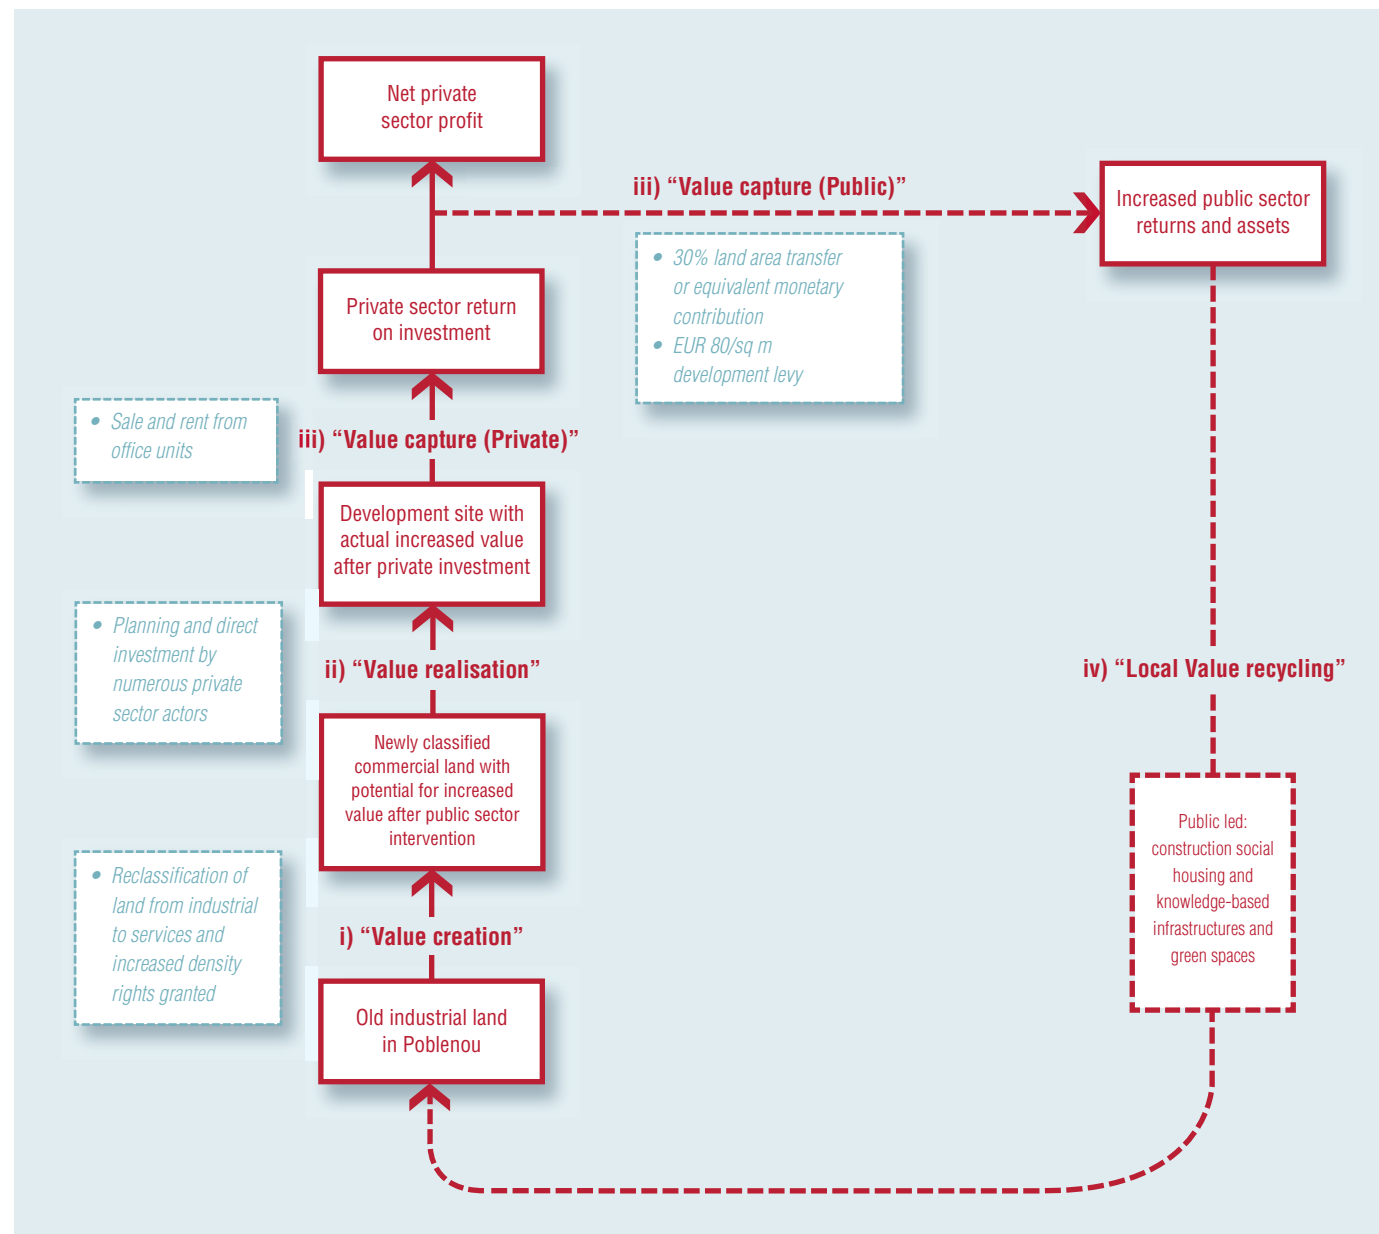 Net private
sector profit
iii) “Value capture (Public)”
Increased public sector
returns and assets
• 30% land area transfer
or equivalent monetary
contribution
• EUR 80/sq m
development levy
Private sector return
on investment
• Sale and rent from
office units
iii) “Value capture (Private)”
Development site with
actual increased value
after private investment
• Planning and direct
investment by
numerous private
sector actors
ii) “Value realisation”
iv) “Local Value recycling”
Newly classified
commercial land with
potential for increased
value after public sector
intervention
Public led:
construction social
housing and
knowledge-based
infrastructures and
green spaces
• Reclassification of
land from industrial
to services and
increased density
rights granted
i) “Value creation”
Old industrial land
in Poblenou